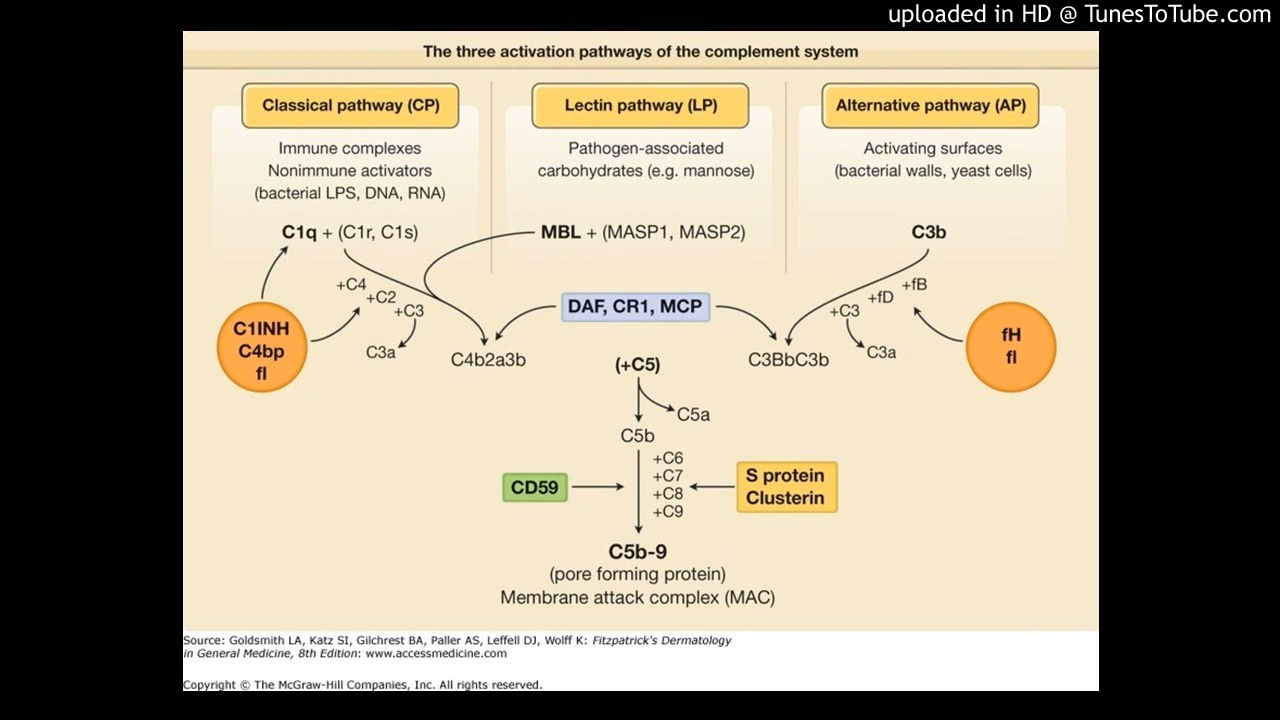 uploaded in HD @ TunesToTube.com
The three activation pathways of the complement system
Classical pathway (CP)
Immune complexes
Nonimmune activators
(bacterial LPS, DNA, RNA)
C1q + (C1r, C1s)
Lectin pathway (LP)
Pathogen-associated
carbohydrates (e.g. mannose)
MBL + (MASP1, MASP2)
Alternative pathway (AP)
Activating surfaces
(bacterial walls, yeast cells)
C3b
+C4
+C2
+C3
C3a
C1INH
C4bp
fI
C4b2a3b
DAF, CR1, MCP
+fB
+fD
+C3
C3a
C3BbC3b
fH
fI
(+C5)
C5a
C5b
+C6
+C7
+C8
+C9
CD59
S protein
Clusterin
C5b-9
(pore forming protein)
Membrane attack complex (MAC)
Source: Goldsmith LA, Katz SI, Gilchrest BA, Paller AS, Leffell DJ, Wolff K: Fitzpatrick's Dermatology
in General Medicine, 8th Edition: www.accessmedicine.com
Copyright © The McGraw-Hill Companies, Inc. All rights reserved.